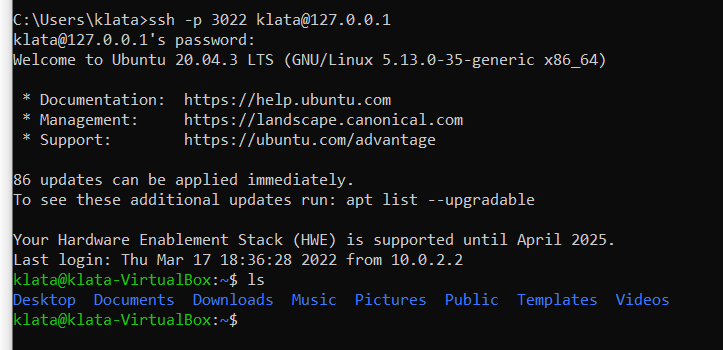 C:\Users\klata>ssh -p 3022 klata@127.0.0.1
klata@127.0.0.1's password:
Welcome to Ubuntu 20.04.3 LTS (GNU/Linux 5.13.0-35-generic x86_64)
* Documentation:  https://help.ubuntu.com
* Management:     https://landscape.canonical.com
* Support:        https://ubuntu.com/advantage
86 updates can be applied immediately.
To see these additional updates run: apt list --upgradable
Your Hardware Enablement Stack (HWE) is supported until April 2025.
Last login: Thu Mar 17 18:36:28 2022 from 10.0.2.2
klata@klata-VirtualBox:~$ ls
Desktop  Documents  Downloads  Music  Pictures  Public  Templates  Videos
klata@klata-VirtualBox:~$